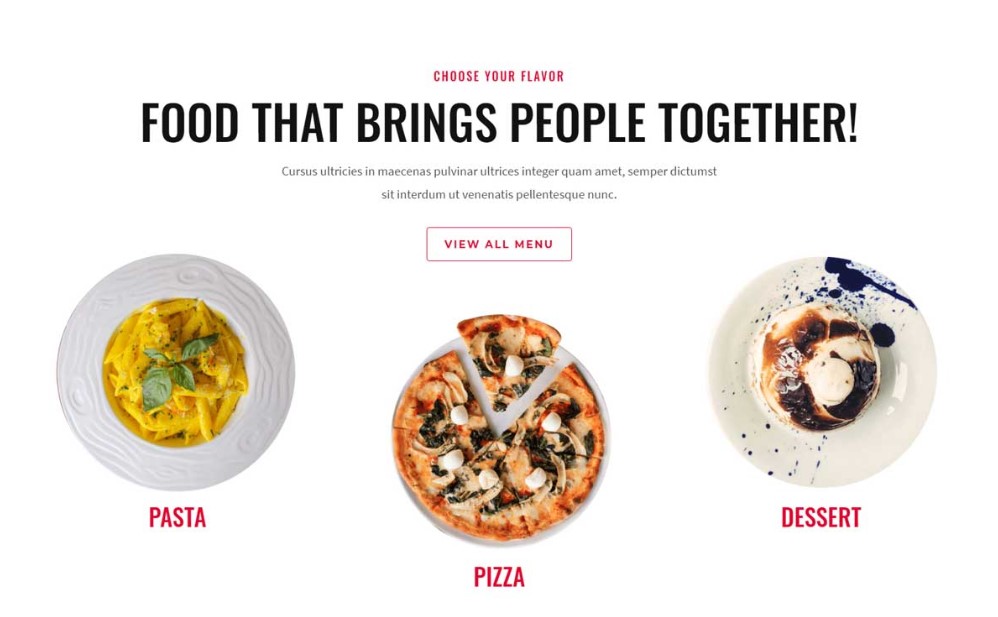 CHOOSE YOUR FLAVOR
FOOD THAT BRINGS PEOPLE TOGETHER!
Cursus ultricies in maecenas pulvinar ultrices integer quam amet, semper dictumst
sit interdum ut venenatis pellentesque nunc.
VIEW ALL MENU
PASTA
PIZZA
DESSERT